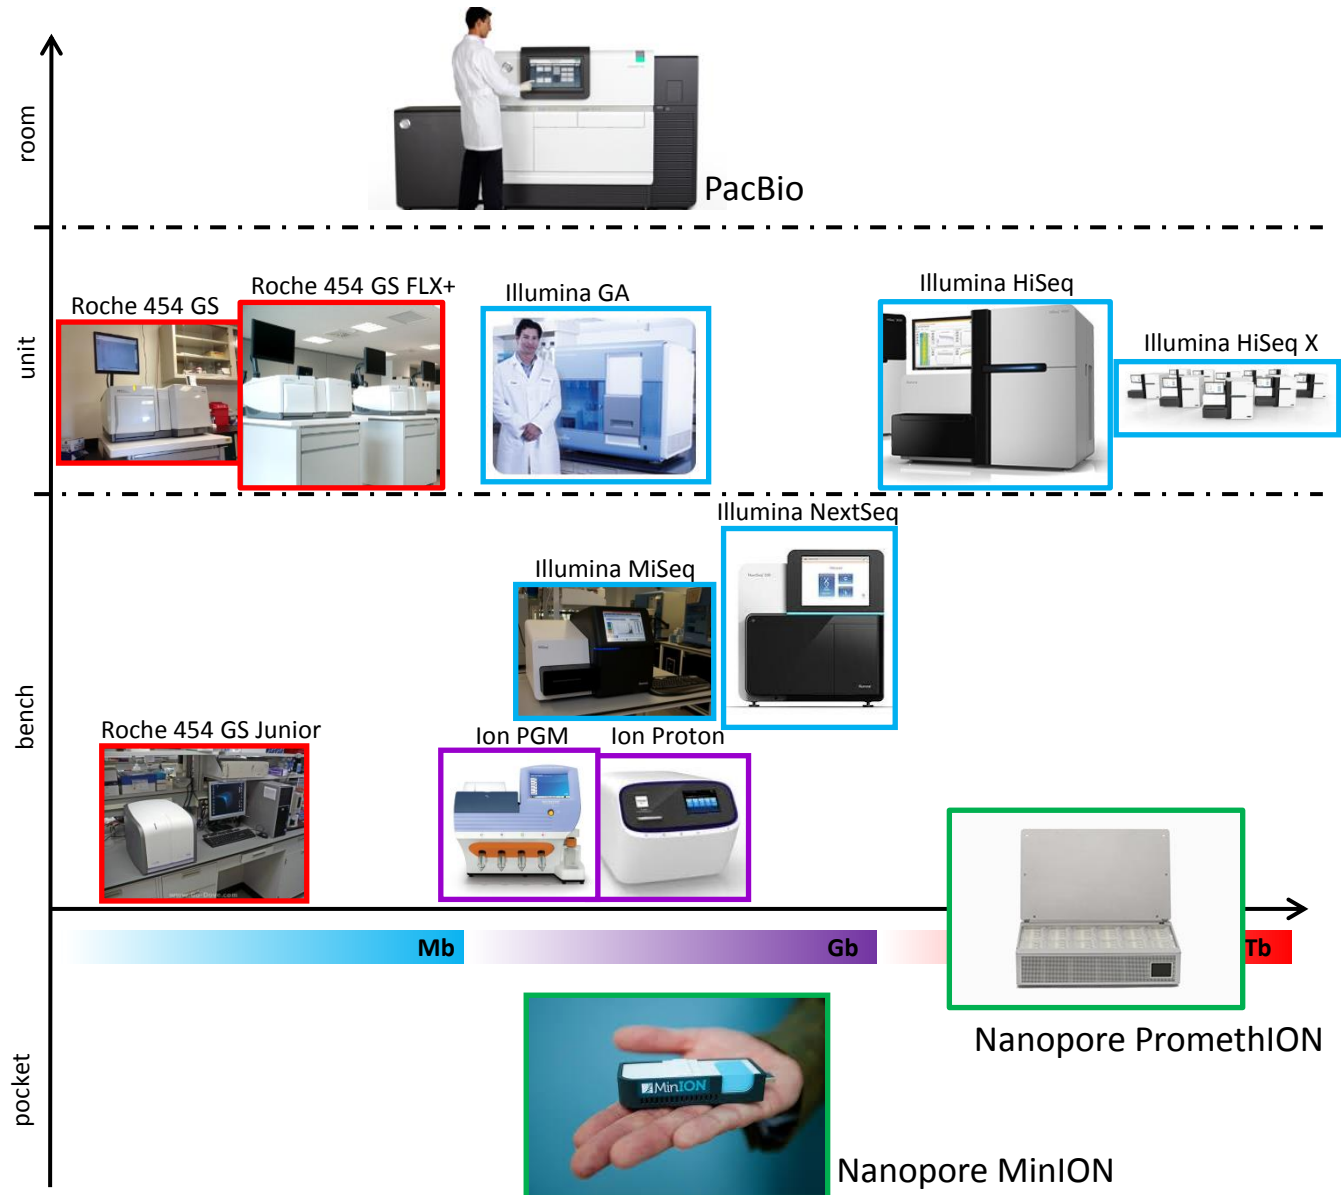 room
PacBio
Roche 454 GS
Roche 454 GS FLX+
Illumina GA
Illumina HiSeq
Illumina HiSeq X
unit
Illumina NextSeq
Illumina MiSeq
bench
Roche 454 GS Junior
Ion PGM
Ion Proton
Mb
Gb
Tb
Nanopore PromethION
pocket
MinION
Nanopore MinION